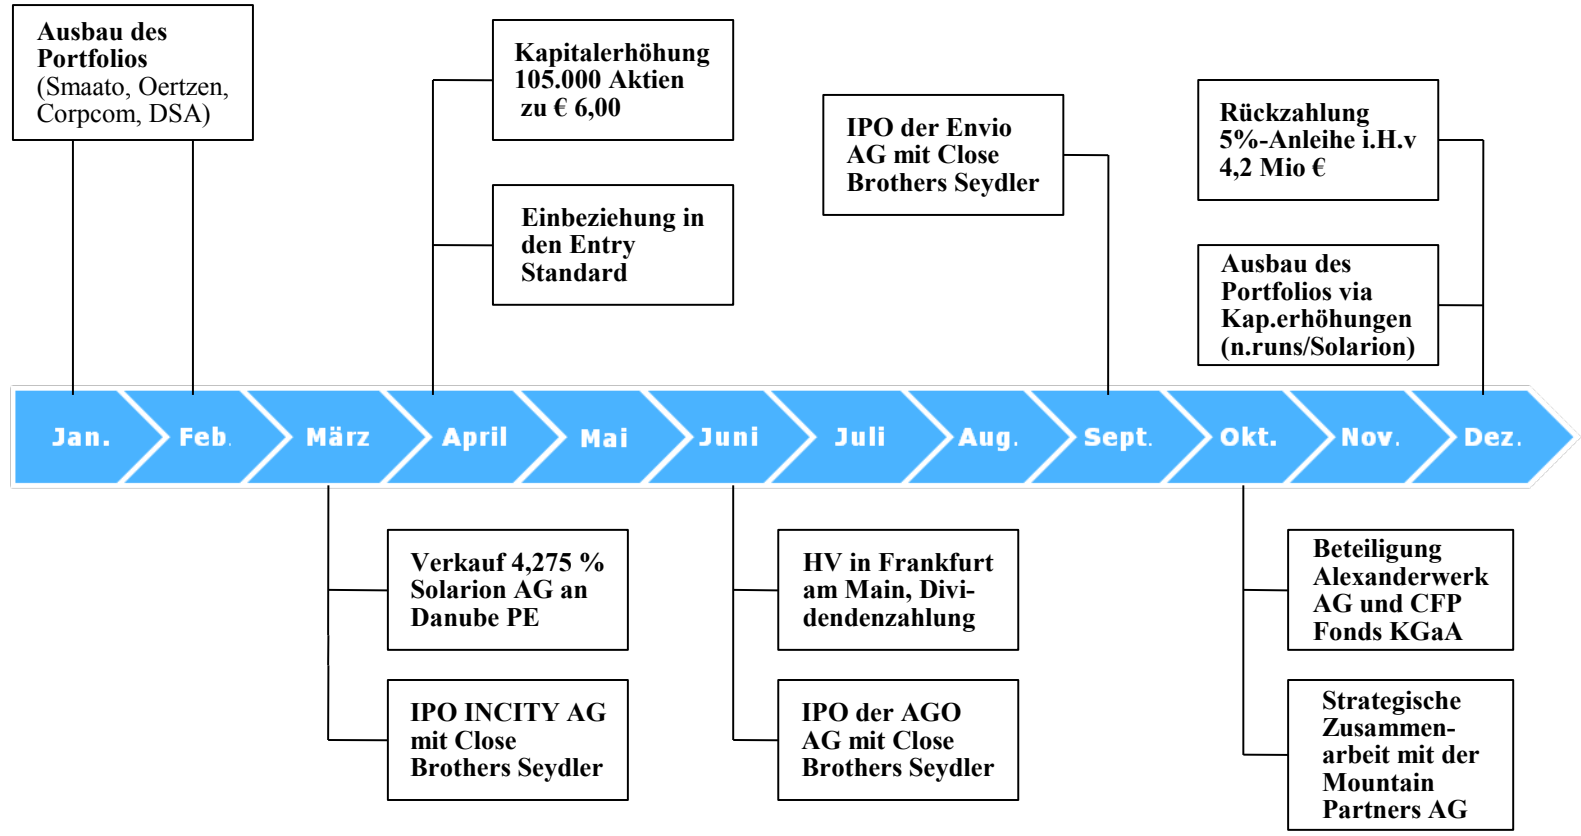 Ausbau des
Portfolios
(Smaato, Oertzen,
Corpcom, DSA)
Kapitalerhöhung
105.000 Aktien
zu € 6,00
Einbeziehung in
den Entry
Standard
IPO der Envio
AG mit Close
Brothers Seydler
Rückzahlung
5%-Anleihe i.H.v
4,2 Mio €
Ausbau des
Portfolios via
Kap.erhöhungen
(n.runs/Solarion)
Jan. Feb. März April Mai Juni Juli Aug. Sept. Okt. Nov. Dez.
Verkauf 4,275 %
Solarion AG an
Danube PE
IPO INCITY AG
mit Close
Brothers Seydler
HV in Frankfurt
am Main, Divi-
dendenzahlung
IPO der AGO
AG mit Close
Brothers Seydler
Beteiligung
Alexanderwerk
AG und CFP
Fonds KGaA
Strategische
Zusammen-
arbeit mit der
Mountain
Partners AG